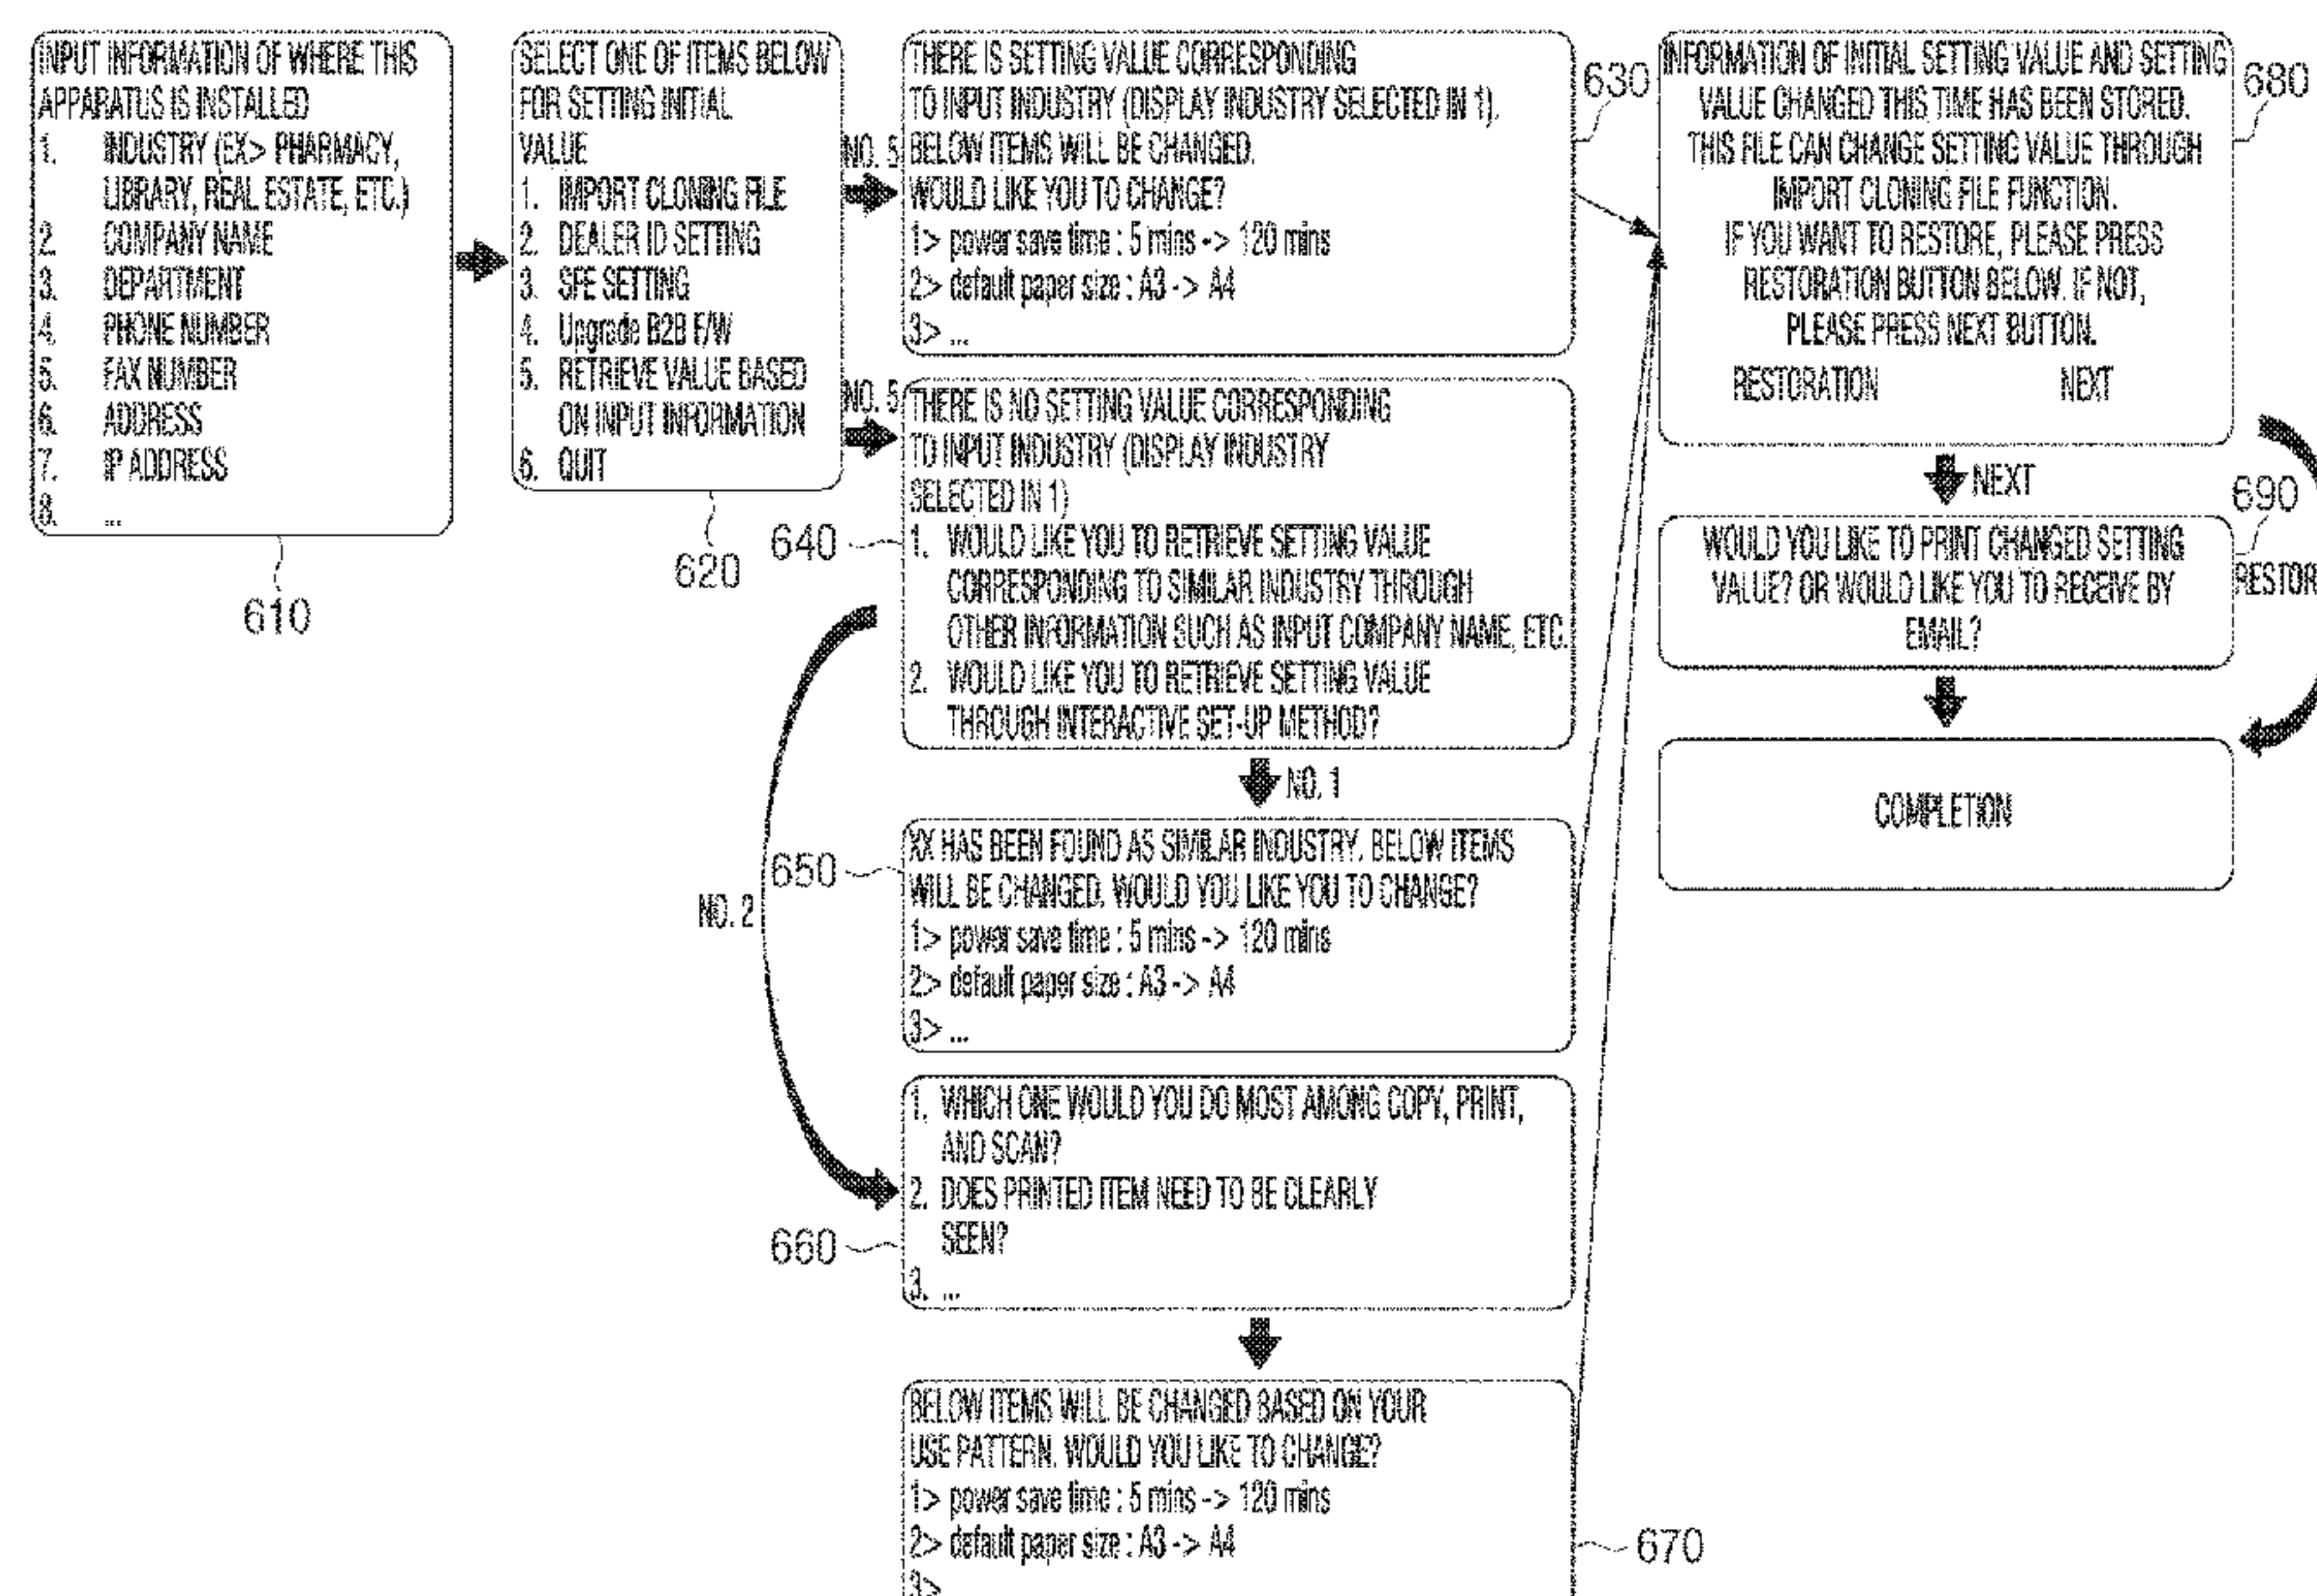 INPUT INFORMATION OF WHERE THIS
APPARATUS IS INSTALLED
1. INDUSTRY (EX> PHARMACY,
LIBRARY, REAL ESTATE, ETC.)
2. COMPANY NAME
3. DEPARTMENT
4. PHONE NUMBER
5. FAX NUMBER
6. ADDRESS
7. IP ADDRESS
8. ...
610
SELECT ONE OF ITEMS BELOW
FOR SETTING INITIAL
VALUE
1. IMPORT CLONING FILE
2. DEALER ID SETTING
3. SFE SETTING
4. Upgrade B2B F/W
5. RETRIEVE VALUE BASED
ON INPUT INFORMATION
6. QUIT
620
NO. 5
THERE IS SETTING VALUE CORRESPONDING
TO INPUT INDUSTRY (DISPLAY INDUSTRY SELECTED IN 1).
BELOW ITEMS WILL BE CHANGED.
WOULD LIKE YOU TO CHANGE?
1> power save time : 5 mins -> 120 mins
2> default paper size : A3 -> A4
3> ...
630
NO. 5
THERE IS NO SETTING VALUE CORRESPONDING
TO INPUT INDUSTRY (DISPLAY INDUSTRY
SELECTED IN 1)
1. WOULD LIKE YOU TO RETRIEVE SETTING VALUE
CORRESPONDING TO SIMILAR INDUSTRY THROUGH
OTHER INFORMATION SUCH AS INPUT COMPANY NAME, ETC.
2. WOULD LIKE YOU TO RETRIEVE SETTING VALUE
THROUGH INTERACTIVE SET-UP METHOD?
640
NO. 1
XX HAS BEEN FOUND AS SIMILAR INDUSTRY. BELOW ITEMS
WILL BE CHANGED. WOULD YOU LIKE YOU TO CHANGE?
1> power save time : 5 mins -> 120 mins
2> default paper size : A3 -> A4
3> ...
650
NO. 2
1. WHICH ONE WOULD YOU DO MOST AMONG COPY, PRINT,
AND SCAN?
2. DOES PRINTED ITEM NEED TO BE CLEARLY
SEEN?
3. ...
660
BELOW ITEMS WILL BE CHANGED BASED ON YOUR
USE PATTERN. WOULD YOU LIKE TO CHANGE?
1> power save time : 5 mins -> 120 mins
2> default paper size : A3 -> A4
3>
670
INFORMATION OF INITIAL SETTING VALUE AND SETTING
VALUE CHANGED THIS TIME HAS BEEN STORED.
THIS FILE CAN CHANGE SETTING VALUE THROUGH
IMPORT CLONING FILE FUNCTION.
IF YOU WANT TO RESTORE, PLEASE PRESS
RESTORATION BUTTON BELOW. IF NOT,
PLEASE PRESS NEXT BUTTON.
RESTORATION NEXT
680
NEXT
WOULD YOU LIKE TO PRINT CHANGED SETTING
VALUE? OR WOULD LIKE YOU TO RECEIVE BY
EMAIL?
690
RESTOR
COMPLETION